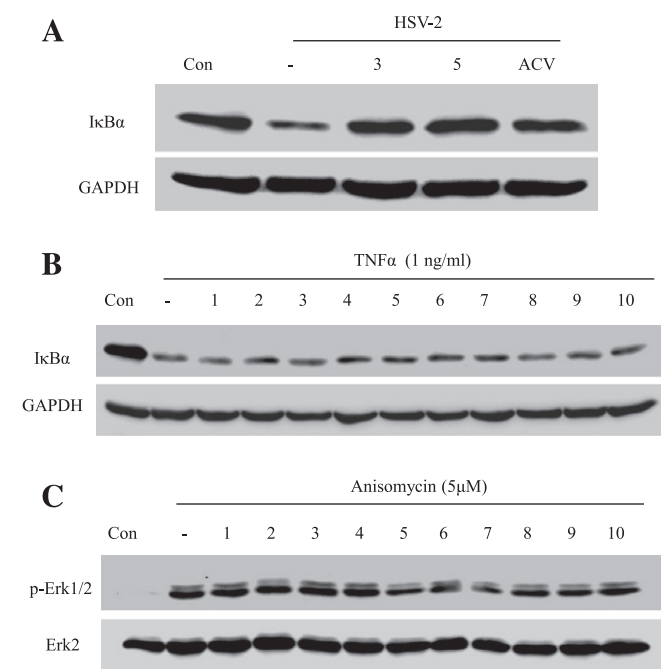 A
HSV-2
Con - 3 5 ACV
IκBα
GAPDH
B
TNFα (1 ng/ml)
Con - 1 2 3 4 5 6 7 8 9 10
IκBα
GAPDH
C
Anisomycin (5μM)
Con - 1 2 3 4 5 6 7 8 9 10
p-Erk1/2
Erk2